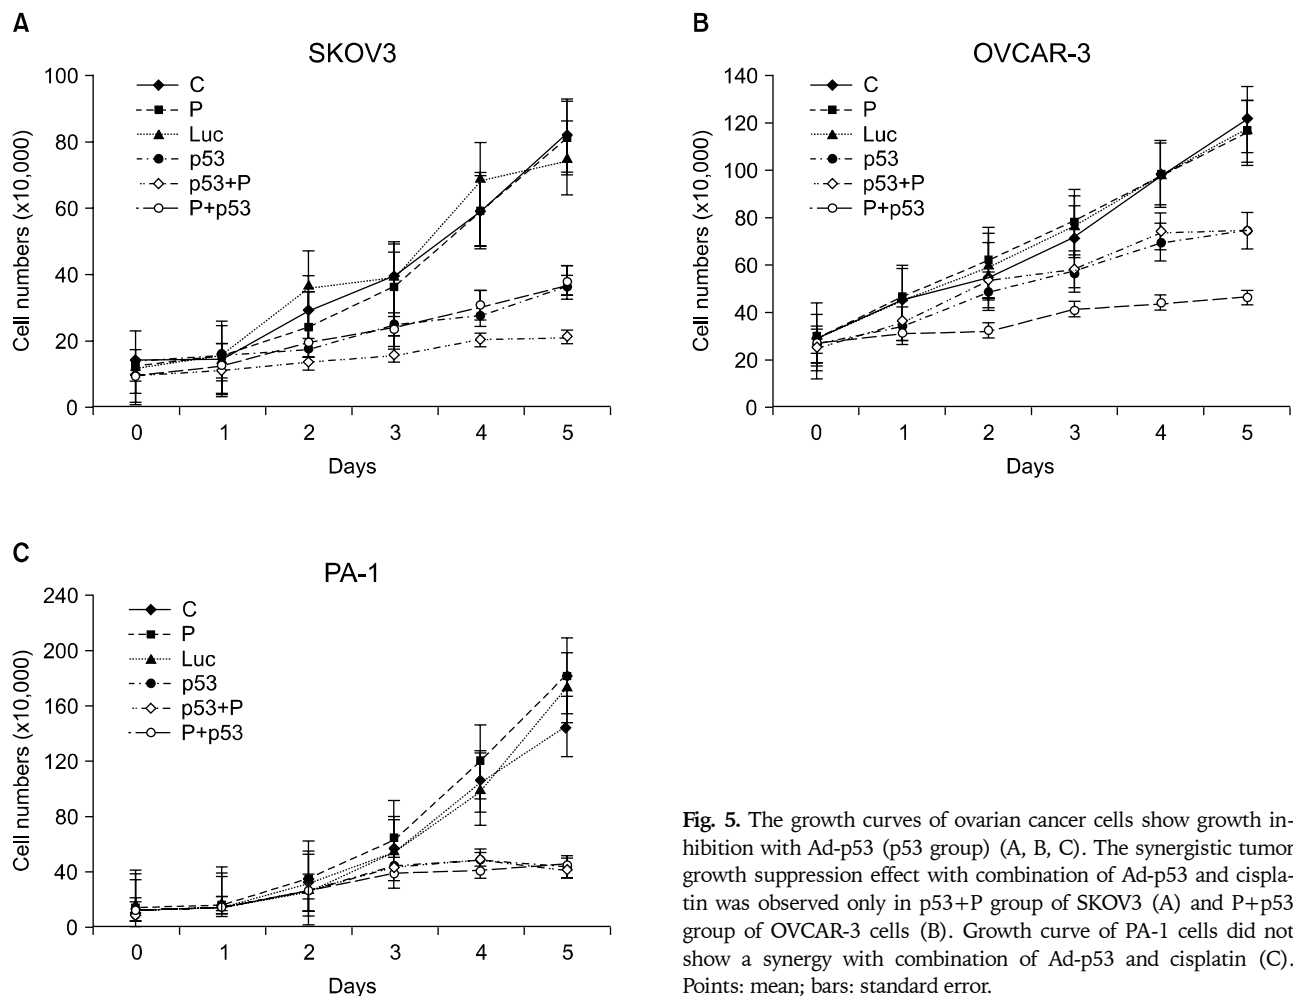 A
SKOV3
C
P
Luc
p53
p53+P
P+p53
Cell numbers (x10,000)
100
80
60
40
20
0
0 1 2 3 4 5
Days
B
OVCAR-3
C
P
Luc
p53
p53+P
P+p53
Cell numbers (x10,000)
140
120
100
80
60
40
20
0
0 1 2 3 4 5
Days
C
PA-1
C
P
Luc
p53
p53+P
P+p53
Cell numbers (x10,000)
240
200
160
120
80
40
0
0 1 2 3 4 5
Days
Fig. 5. The growth curves of ovarian cancer cells show growth in-
hibition with Ad-p53 (p53 group) (A, B, C). The synergistic tumor
growth suppression effect with combination of Ad-p53 and cispla-
tin was observed only in p53+P group of SKOV3 (A) and P+p53
group of OVCAR-3 cells (B). Growth curve of PA-1 cells did not
show a synergy with combination of Ad-p53 and cisplatin (C).
Points: mean; bars: standard error.